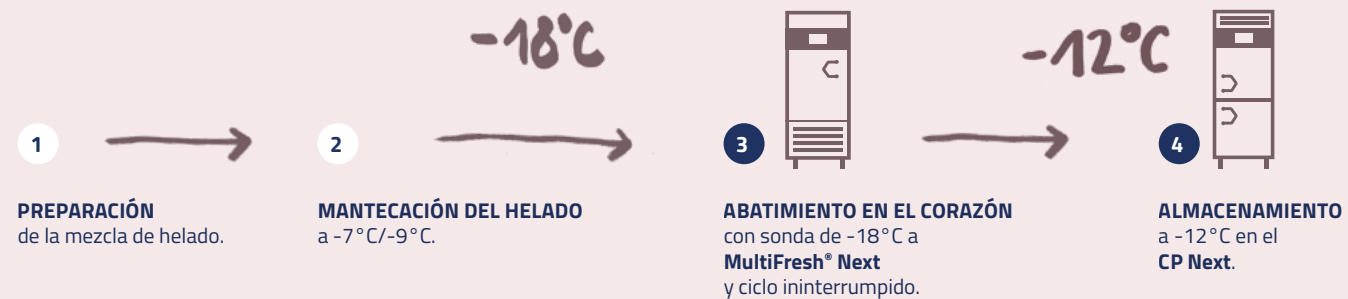 -18°C
-12°C
1
2
3
4
PREPARACIÓN
de la mezcla de helado.
MANTECACIÓN DEL HELADO
a -7°C/-9°C.
ABATIMIENTO EN EL CORAZÓN
con sonda de -18°C a
MultiFresh® Next
y ciclo ininterrumpido.
ALMACENAMIENTO
a -12°C en el
CP Next.